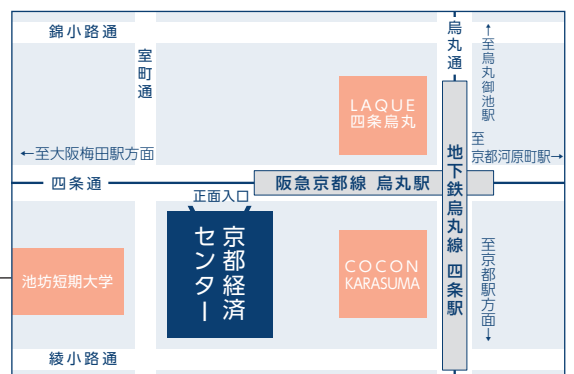 錦小路通
烏丸通
↑至烏丸御池駅
室町通
LAQUE
四条烏丸
←至大阪梅田駅方面
至
京都河原町駅→
四条通
阪急京都線 烏丸駅
地下鉄烏丸線 四条駅
正面入口
京都経済
センター
池坊短期大学
COCON
KARASUMA
至京都駅方面↓
綾小路通